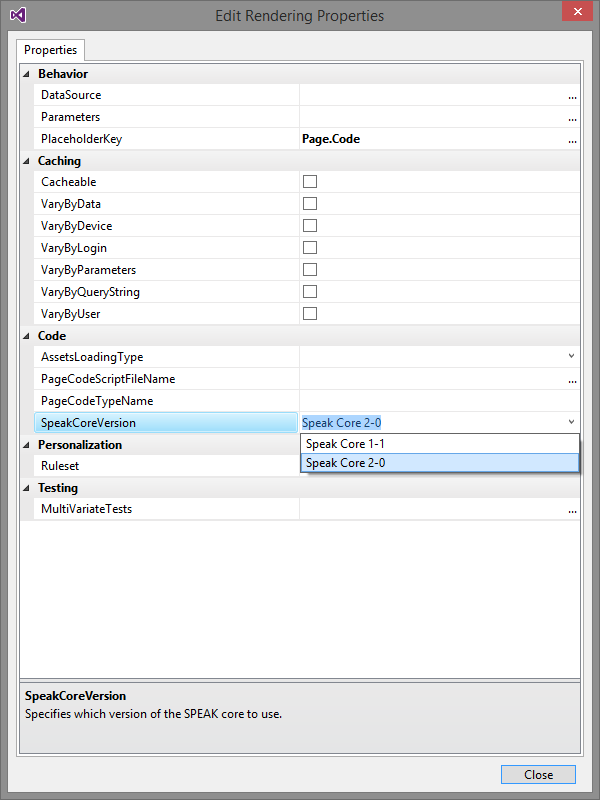 Edit Rendering Properties
Properties
Behavior
DataSource ...
Parameters ...
PlaceholderKey Page.Code ...
Caching
Cacheable
VaryByData
VaryByDevice
VaryByLogin
VaryByParameters
VaryByQueryString
VaryByUser
Code
AssetsLoadingType
PageCodeScriptFileName ...
PageCodeTypeName
SpeakCoreVersion Speak Core 2-0
Personalization Speak Core 1-1
Ruleset Speak Core 2-0
Testing
MultiVariateTests ...
SpeakCoreVersion
Specifies which version of the SPEAK core to use.
Close